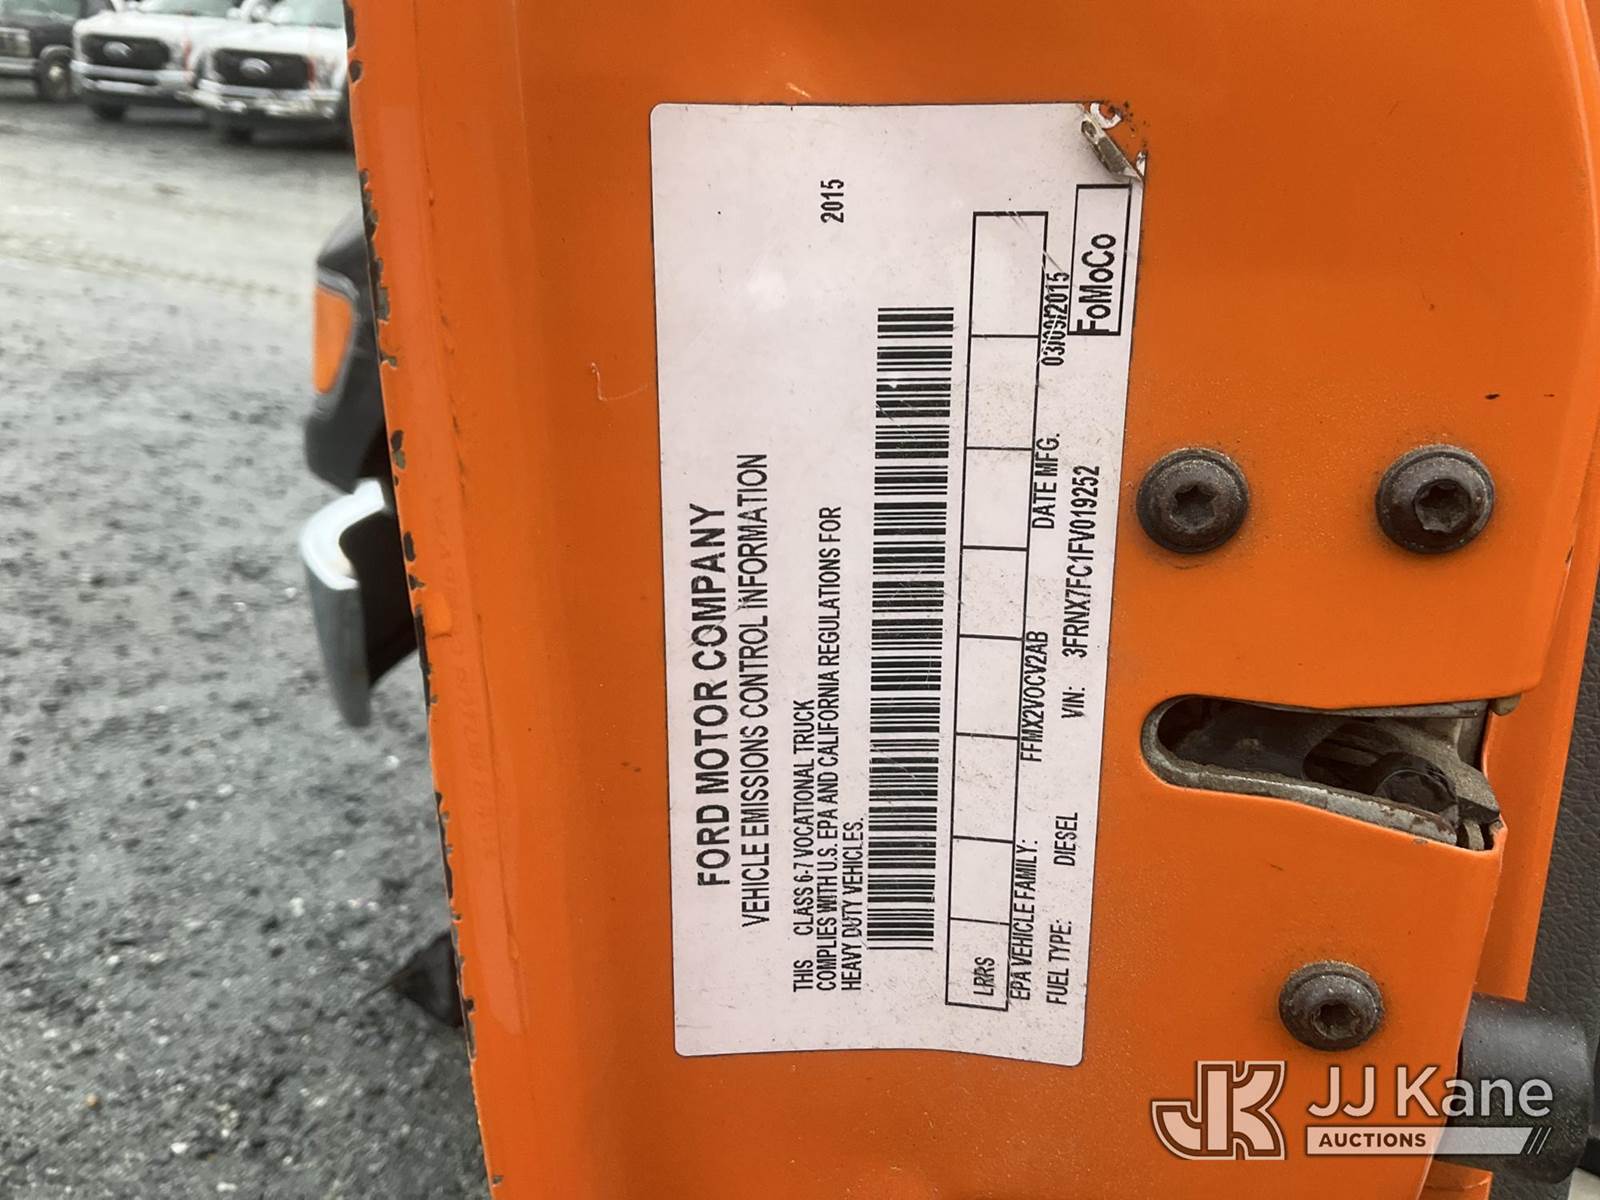 FORD MOTOR COMPANY
VEHICLE EMISSIONS CONTROL INFORMATION
THIS CLASS 6-7 VOCATIONAL TRUCK 2015
COMPLIES WITH U.S. EPA AND CALIFORNIA REGULATIONS FOR
HEAVY DUTY VEHICLES.
LRRS
EPA VEHICLE FAMILY: FFMX2VOCV2AB DATE MFG. 03/09/2015
FUEL TYPE: DIESEL VIN: 3FRNX7FC1FV019252
FoMoCo
JK JJ Kane
AUCTIONS